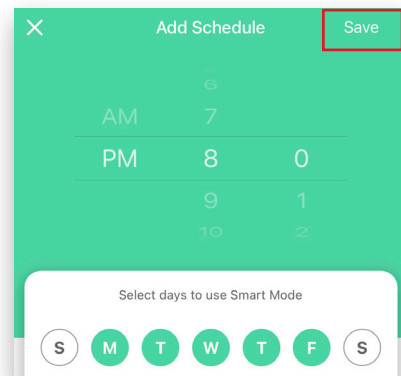 Add Schedule Save
6
AM 7
PM 8 0
9 1
10 2
Select days to use Smart Mode
S M T W T F S